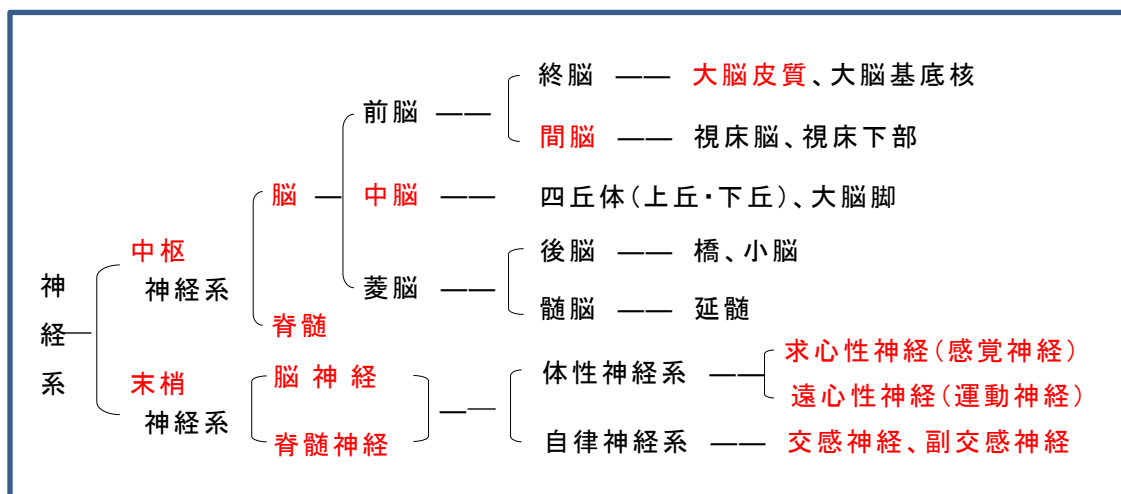 終脳 ―― 大脳皮質、大脳基底核
前脳 ――
間脳 ―― 視床脳、視床下部
脳 ― 中脳 ―― 四丘体(上丘・下丘)、大脳脚
中枢
神経系
後脳 ―― 橋、小脳
菱脳 ――
髄脳 ―― 延髄
脊髄
神経系
末梢
神経系
脳神経
脊髄神経
体性神経系 ――
求心性神経(感覚神経)
遠心性神経(運動神経)
自律神経系 ―― 交感神経、副交感神経